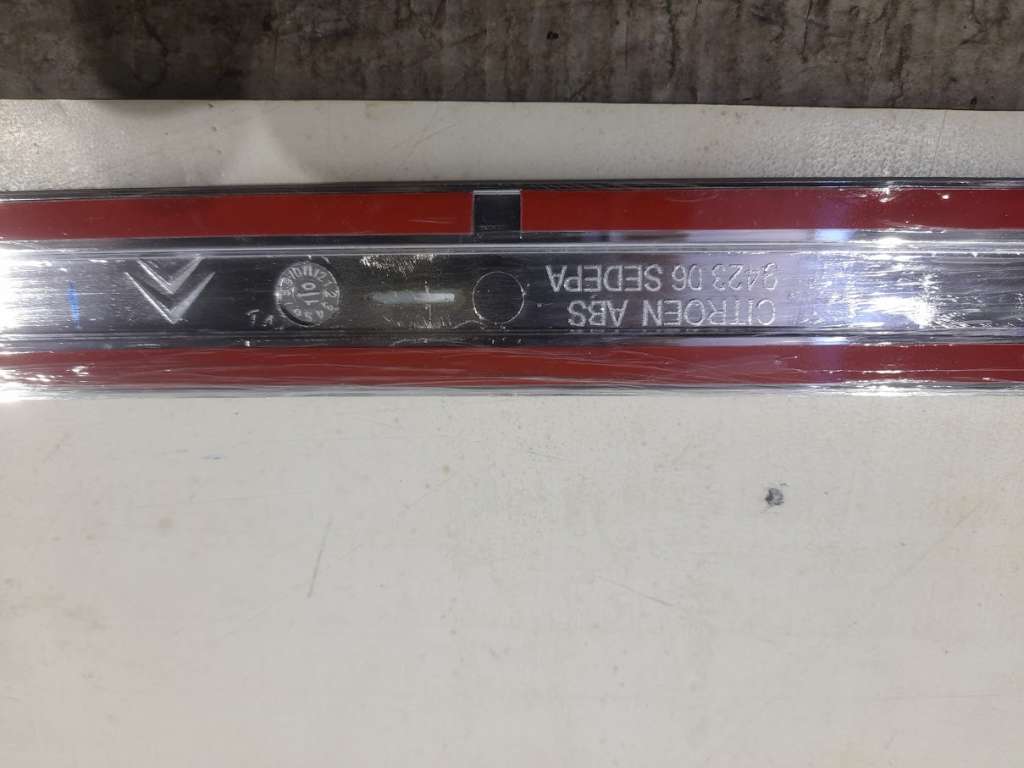 CITROEN ABS
9423 06 SEDEPA